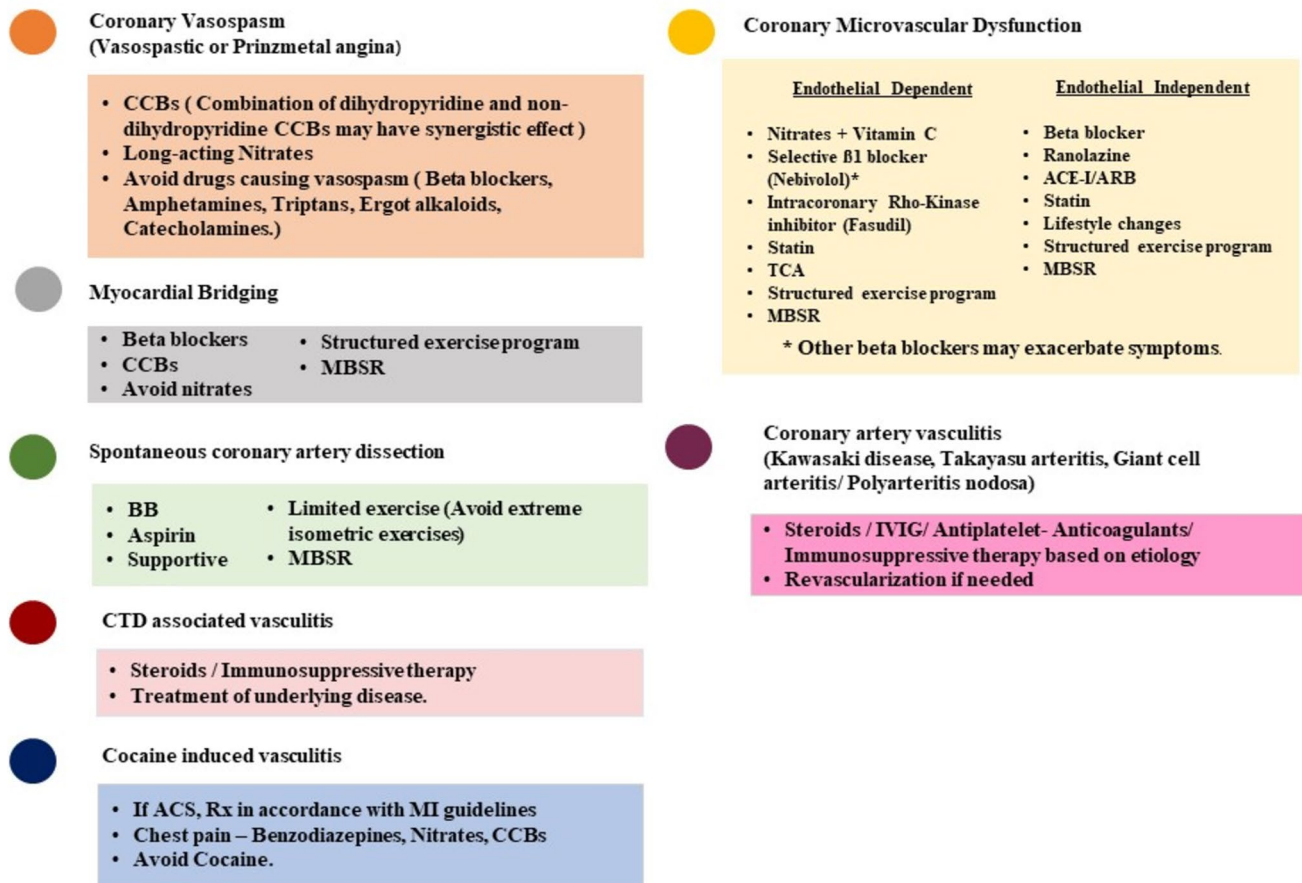 Coronary Vasospasm
(Vasospastic or Prinzmetal angina)
• CCBs ( Combination of dihydropyridine and non-
dihydropyridine CCBs may have synergistic effect )
• Long-acting Nitrates
• Avoid drugs causing vasospasm ( Beta blockers,
Amphetamines, Triptans, Ergot alkaloids,
Catecholamines.)
Myocardial Bridging
• Beta blockers
• CCBs
• Avoid nitrates
• Structured exercise program
• MBSR
Spontaneous coronary artery dissection
• BB
• Aspirin
• Supportive
• Limited exercise (Avoid extreme
isometric exercises)
• MBSR
CTD associated vasculitis
• Steroids / Immunosuppressive therapy
• Treatment of underlying disease.
Cocaine induced vasculitis
• If ACS, Rx in accordance with MI guidelines
• Chest pain – Benzodiazepines, Nitrates, CCBs
• Avoid Cocaine.
Coronary Microvascular Dysfunction
Endothelial Dependent
• Nitrates + Vitamin C
• Selective ß1 blocker
(Nebivolol)*
• Intracoronary Rho-Kinase
inhibitor (Fasudil)
• Statin
• TCA
• Structured exercise program
• MBSR
Endothelial Independent
• Beta blocker
• Ranolazine
• ACE-I/ARB
• Statin
• Lifestyle changes
• Structured exercise program
• MBSR
* Other beta blockers may exacerbate symptoms.
Coronary artery vasculitis
(Kawasaki disease, Takayasu arteritis, Giant cell
arteritis/ Polyarteritis nodosa)
• Steroids / IVIG/ Antiplatelet- Anticoagulants/
Immunosuppressive therapy based on etiology
• Revascularization if needed